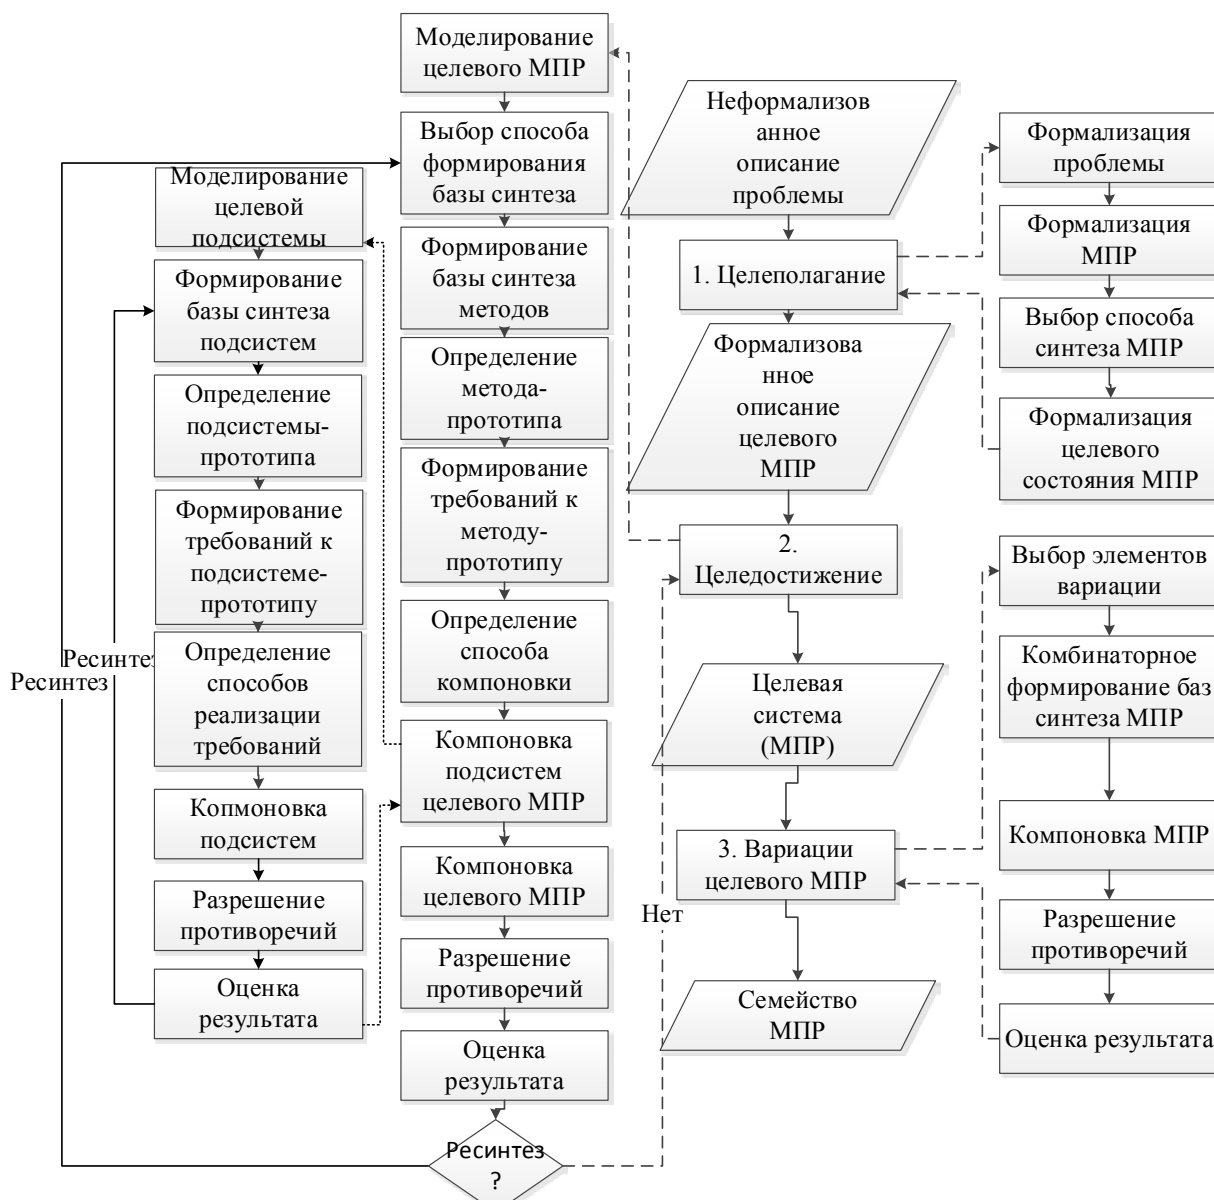 Моделирование
целевого МПР
Выбор способа
формирования
базы синтеза
Формирование
базы синтеза
методов
Определение
метода-
прототипа
Формирование
требований к
методу-
прототипу
Определение
способа
компоновки
Компоновка
подсистем
целевого МПР
Компоновка
целевого МПР
Разрешение
противоречий
Оценка
результата
Ресинтез
?
Моделирование
целевой
подсистемы
Формирование
базы синтеза
подсистем
Определение
подсистемы-
прототипа
Формирование
требований к
подсистеме-
прототипу
Определение
способов
реализации
требований
Копмоновка
подсистем
Разрешение
противоречий
Оценка
результата
Ресинтез
Ресинтез
Неформализов
анное
описание
проблемы
1. Целеполагание
Формализова
нное
описание
целевого
МПР
2.
Целедостижение
Целевая
система
(МПР)
3. Вариации
целевого МПР
Семейство
МПР
Нет
Формализация
проблемы
Формализация
МПР
Выбор способа
синтеза МПР
Формализация
целевого
состояния МПР
Выбор элементов
вариации
Комбинаторное
формирование баз
синтеза МПР
Компоновка МПР
Разрешение
противоречий
Оценка результата